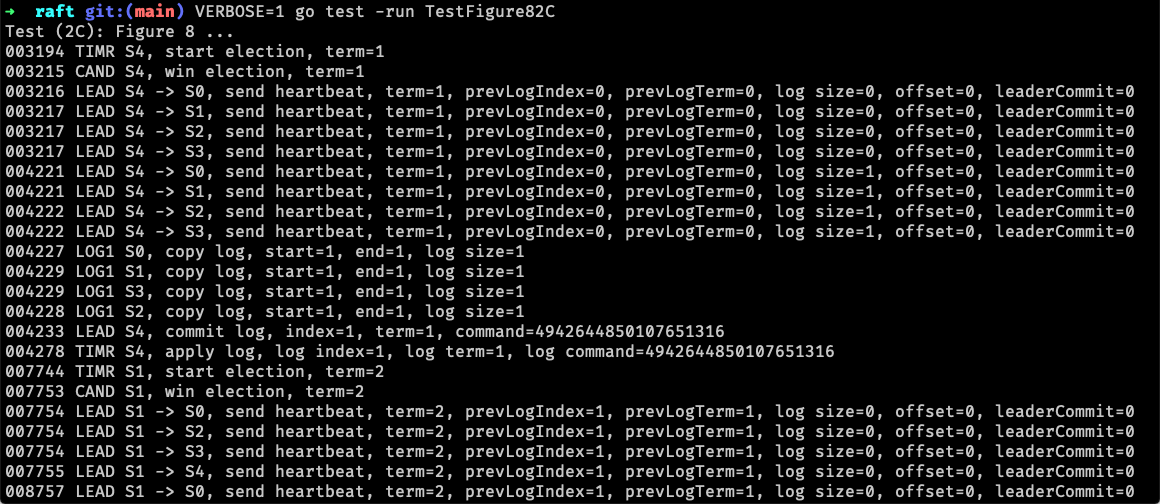 → raft git:(main) VERBOSE=1 go test -run TestFigure82C
Test (2C): Figure 8 ...
003194 TIMR S4, start election, term=1
003215 CAND S4, win election, term=1
003216 LEAD S4 -> S0, send heartbeat, term=1, prevLogIndex=0, prevLogTerm=0, log size=0, offset=0, leaderCommit=0
003217 LEAD S4 -> S1, send heartbeat, term=1, prevLogIndex=0, prevLogTerm=0, log size=0, offset=0, leaderCommit=0
003217 LEAD S4 -> S2, send heartbeat, term=1, prevLogIndex=0, prevLogTerm=0, log size=0, offset=0, leaderCommit=0
003217 LEAD S4 -> S3, send heartbeat, term=1, prevLogIndex=0, prevLogTerm=0, log size=0, offset=0, leaderCommit=0
004221 LEAD S4 -> S0, send heartbeat, term=1, prevLogIndex=0, prevLogTerm=0, log size=1, offset=0, leaderCommit=0
004221 LEAD S4 -> S1, send heartbeat, term=1, prevLogIndex=0, prevLogTerm=0, log size=1, offset=0, leaderCommit=0
004222 LEAD S4 -> S2, send heartbeat, term=1, prevLogIndex=0, prevLogTerm=0, log size=1, offset=0, leaderCommit=0
004222 LEAD S4 -> S3, send heartbeat, term=1, prevLogIndex=0, prevLogTerm=0, log size=1, offset=0, leaderCommit=0
004227 LOG1 S0, copy log, start=1, end=1, log size=1
004229 LOG1 S1, copy log, start=1, end=1, log size=1
004229 LOG1 S3, copy log, start=1, end=1, log size=1
004228 LOG1 S2, copy log, start=1, end=1, log size=1
004233 LEAD S4, commit log, index=1, term=1, command=4942644850107651316
004278 TIMR S4, apply log, log index=1, log term=1, log command=4942644850107651316
007744 TIMR S1, start election, term=2
007753 CAND S1, win election, term=2
007754 LEAD S1 -> S0, send heartbeat, term=2, prevLogIndex=1, prevLogTerm=1, log size=0, offset=0, leaderCommit=0
007754 LEAD S1 -> S2, send heartbeat, term=2, prevLogIndex=1, prevLogTerm=1, log size=0, offset=0, leaderCommit=0
007754 LEAD S1 -> S3, send heartbeat, term=2, prevLogIndex=1, prevLogTerm=1, log size=0, offset=0, leaderCommit=0
007755 LEAD S1 -> S4, send heartbeat, term=2, prevLogIndex=1, prevLogTerm=1, log size=0, offset=0, leaderCommit=0
008757 LEAD S1 -> S0, send heartbeat, term=2, prevLogIndex=1, prevLogTerm=1, log size=0, offset=0, leaderCommit=0